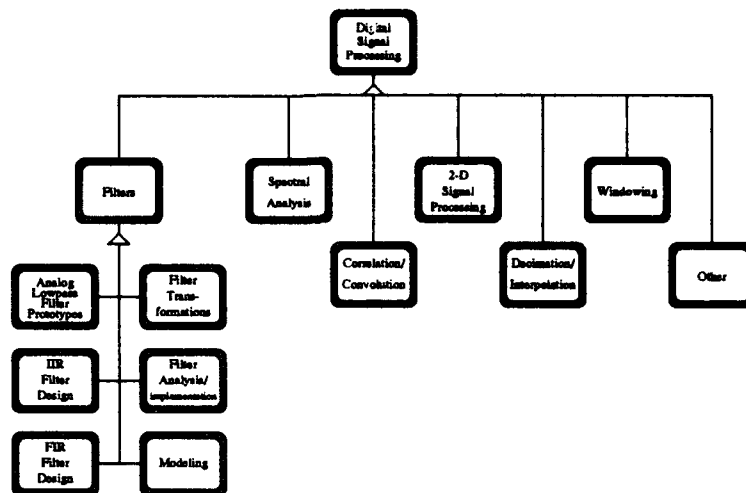 Digital
Signal
Processing
Filters
Spectral
Analysis
2-D
Signal
Processing
Windowing
Correlation/
Convolution
Decimation/
Interpolation
Other
Analog
Lowpass
Filter
Prototypes
Filter
Trans-
formations
IIR
Filter
Design
Filter
Analysis/
implementation
FIR
Filter
Design
Modeling